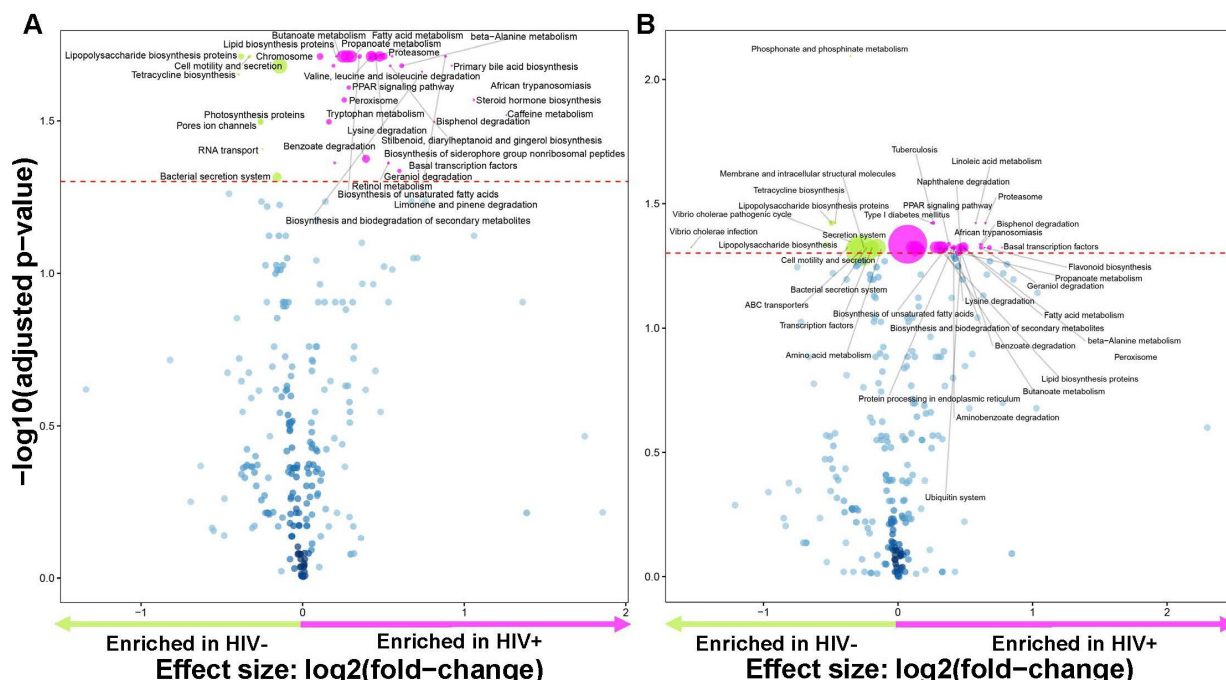 A
B
Butanoate metabolism
Fatty acid metabolism
beta-Alanine metabolism
Lipid biosynthesis proteins
Propanoate metabolism
Lipopolysaccharide biosynthesis proteins
Chromosome
Proteasome
Cell motility and secretion
Primary bile acid biosynthesis
Tetracycline biosynthesis
Valine, leucine and isoleucine degradation
PPAR signaling pathway
African trypanosomiasis
Peroxisome
Steroid hormone biosynthesis
Photosynthesis proteins
Tryptophan metabolism
Caffeine metabolism
Pores ion channels
Bisphenol degradation
Lysine degradation
Stilbenoid, diarylheptanoid and gingerol biosynthesis
RNA transport
Benzoate degradation
Biosynthesis of siderophore group nonribosomal peptides
Basal transcription factors
Bacterial secretion system
Geraniol degradation
Retinol metabolism
Biosynthesis of unsaturated fatty acids
Limonene and pinene degradation
Biosynthesis and biodegradation of secondary metabolites
1.5
1.0
0.5
0.0
−log10(adjusted p−value)
−1
0
1
2
Enriched in HIV-
Enriched in HIV+
Effect size: log2(fold−change)
Phosphonate and phosphinate metabolism
Tuberculosis
Linoleic acid metabolism
Membrane and intracellular structural molecules
Naphthalene degradation
Tetracycline biosynthesis
Proteasome
Lipopolysaccharide biosynthesis proteins
PPAR signaling pathway
Vibrio cholerae pathogenic cycle
Type I diabetes mellitus
Bisphenol degradation
Vibrio cholerae infection
Secretion system
African trypanosomiasis
Lipopolysaccharide biosynthesis
Basal transcription factors
Cell motility and secretion
Flavonoid biosynthesis
Propanoate metabolism
Bacterial secretion system
Geraniol degradation
Lysine degradation
ABC transporters
Biosynthesis of unsaturated fatty acids
Fatty acid metabolism
Transcription factors
Biosynthesis and biodegradation of secondary metabolites
beta−Alanine metabolism
Benzoate degradation
Amino acid metabolism
Peroxisome
Lipid biosynthesis proteins
Butanoate metabolism
Protein processing in endoplasmic reticulum
Aminobenzoate degradation
Ubiquitin system
2.0
1.5
1.0
0.5
0.0
−1
0
1
2
Enriched in HIV-
Enriched in HIV+
Effect size: log2(fold−change)